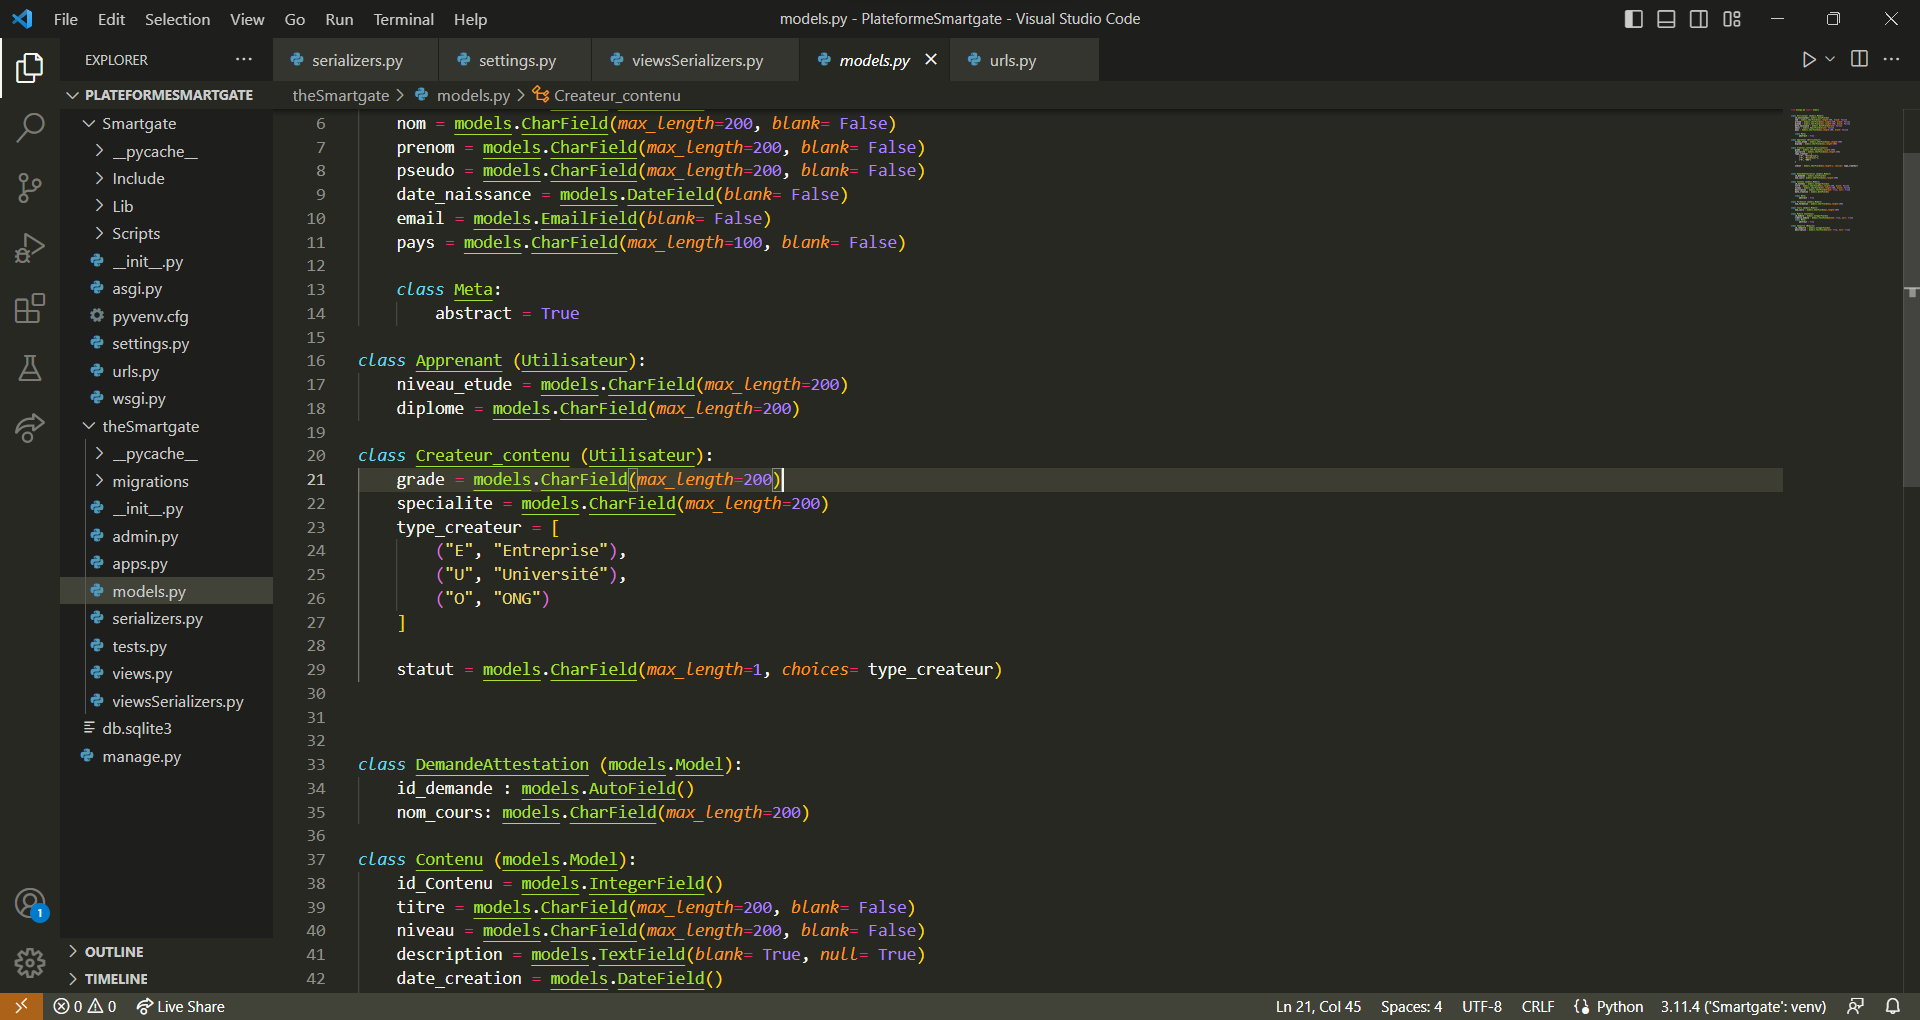 File Edit Selection View Go Run Terminal Help
models.py - PlateformeSmartgate - Visual Studio Code
EXPLORER ...
serializers.py
settings.py
viewsSerializers.py
models.py
urls.py
PLATEFORMESMARTGATE
theSmartgate > models.py > Createur_contenu
Smartgate
__pycache__
Include
Lib
Scripts
__init__.py
asgi.py
pyvenv.cfg
settings.py
urls.py
wsgi.py
theSmartgate
__pycache__
migrations
__init__.py
admin.py
apps.py
models.py
serializers.py
tests.py
views.py
viewsSerializers.py
db.sqlite3
manage.py
OUTLINE
TIMELINE
6 nom = models.CharField(max_length=200, blank= False)
7 prenom = models.CharField(max_length=200, blank= False)
8 pseudo = models.CharField(max_length=200, blank= False)
9 date_naissance = models.DateField(blank= False)
10 email = models.EmailField(blank= False)
11 pays = models.CharField(max_length=100, blank= False)
12
13 class Meta:
14 abstract = True
15
16 class Apprenant (Utilisateur):
17 niveau_etude = models.CharField(max_length=200)
18 diplome = models.CharField(max_length=200)
19
20 class Createur_contenu (Utilisateur):
21 grade = models.CharField(max_length=200)
22 specialite = models.CharField(max_length=200)
23 type_createur = [
24 ("E", "Entreprise"),
25 ("U", "Université"),
26 ("O", "ONG")
27 ]
28
29 statut = models.CharField(max_length=1, choices= type_createur)
30
31
32
33 class DemandeAttestation (models.Model):
34 id_demande : models.AutoField()
35 nom_cours: models.CharField(max_length=200)
36
37 class Contenu (models.Model):
38 id_Contenu = models.IntegerField()
39 titre = models.CharField(max_length=200, blank= False)
40 niveau = models.CharField(max_length=200, blank= False)
41 description = models.TextField(blank= True, null= True)
42 date_creation = models.DateField()
1
0 0 Live Share
Ln 21, Col 45 Spaces: 4 UTF-8 CRLF Python 3.11.4 ('Smartgate': venv)